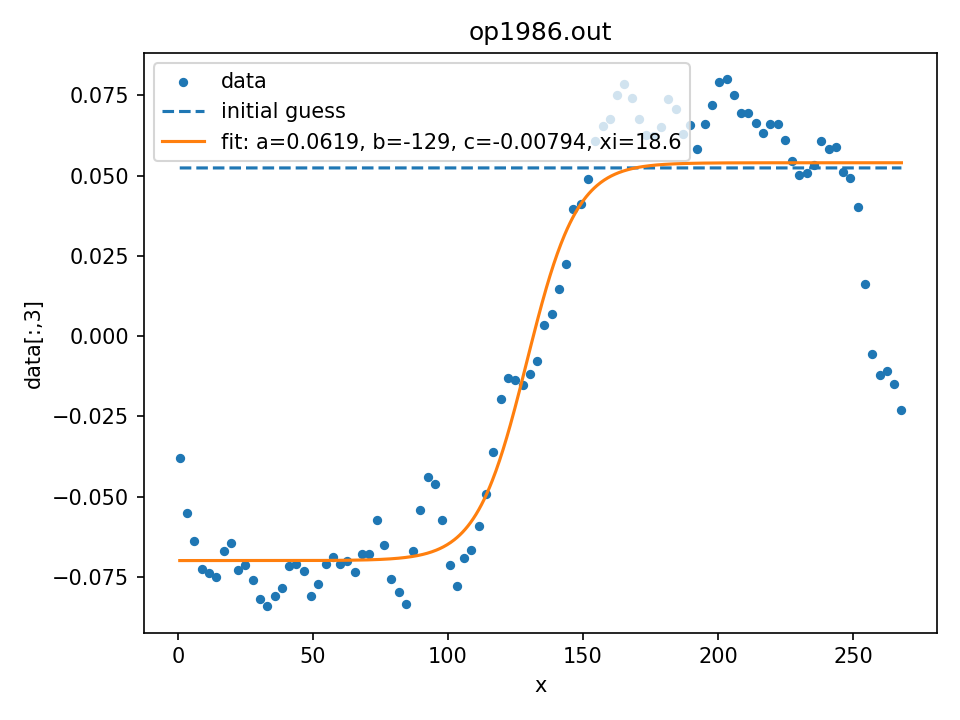 op1986.out
data
initial guess
fit: a=0.0619, b=-129, c=-0.00794, xi=18.6
0.075
0.050
0.025
0.000
−0.025
−0.050
−0.075
data[:,3]
0 50 100 150 200 250
x